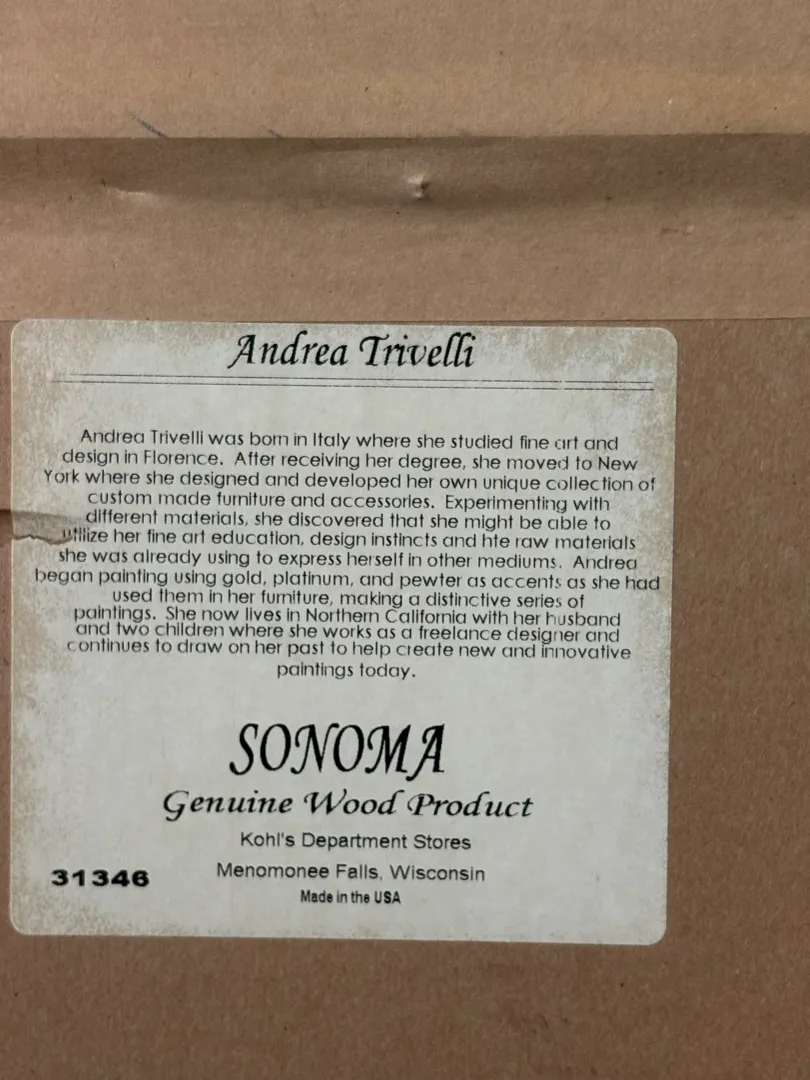 Andrea Trivelli
Andrea Trivelli was born in Italy where she studied fine art and
design in Florence. After receiving her degree, she moved to New
York where she designed and developed her own unique collection of
custom made furniture and accessories. Experimenting with
different materials, she discovered that she might be able to
utilize her fine art education, design instincts and hte raw materials
she was already using to express herself in other mediums. Andrea
began painting using gold, platinum, and pewter as accents as she had
used them in her furniture, making a distinctive series of
paintings. She now lives in Northern California with her husband
and two children where she works as a freelance designer and
continues to draw on her past to help create new and innovative
paintings today.
SONOMA
Genuine Wood Product
Kohl's Department Stores
Menomonee Falls, Wisconsin
31346
Made in the USA